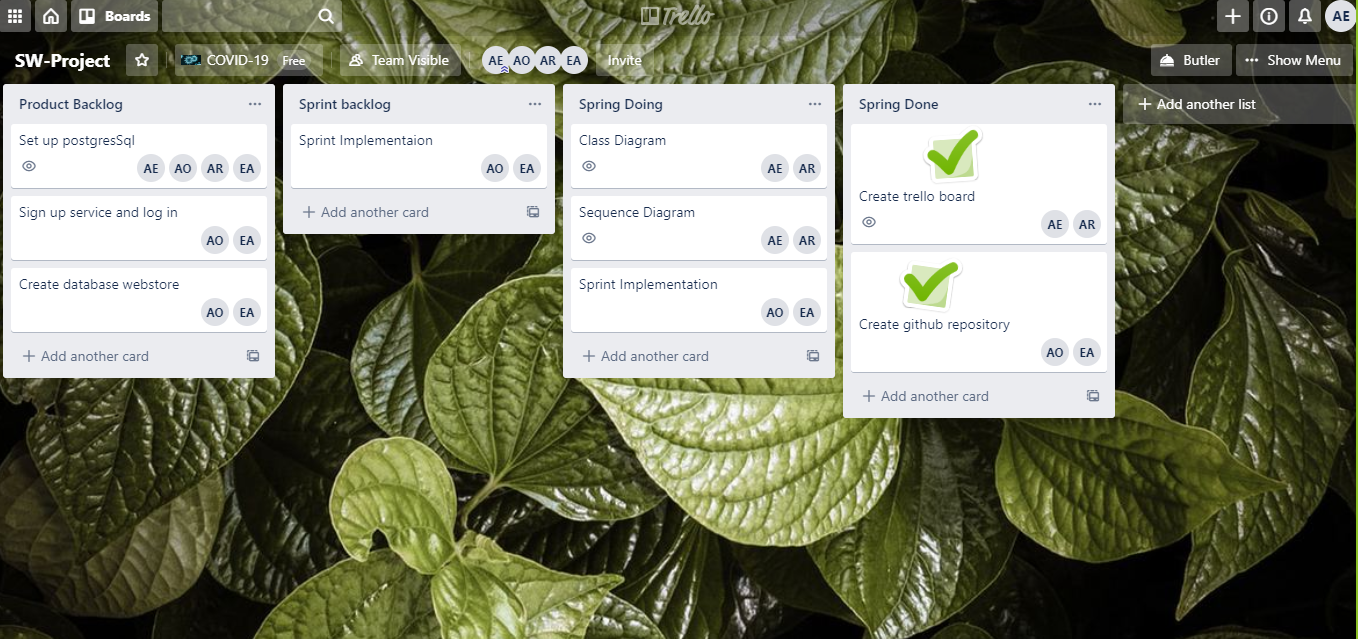 Boards
Trello
AE
SW-Project
COVID-19 Free
Team Visible
AE AO AR EA
Invite
Butler
Show Menu
Product Backlog
Set up postgresSql
AE AO AR EA
Sign up service and log in
AO EA
Create database webstore
AO EA
Add another card
Sprint backlog
Sprint Implementaion
AO EA
Add another card
Spring Doing
Class Diagram
AE AR
Sequence Diagram
AE AR
Sprint Implementation
AO EA
Add another card
Spring Done
Create trello board
AE AR
Create github repository
AO EA
Add another card
Add another list